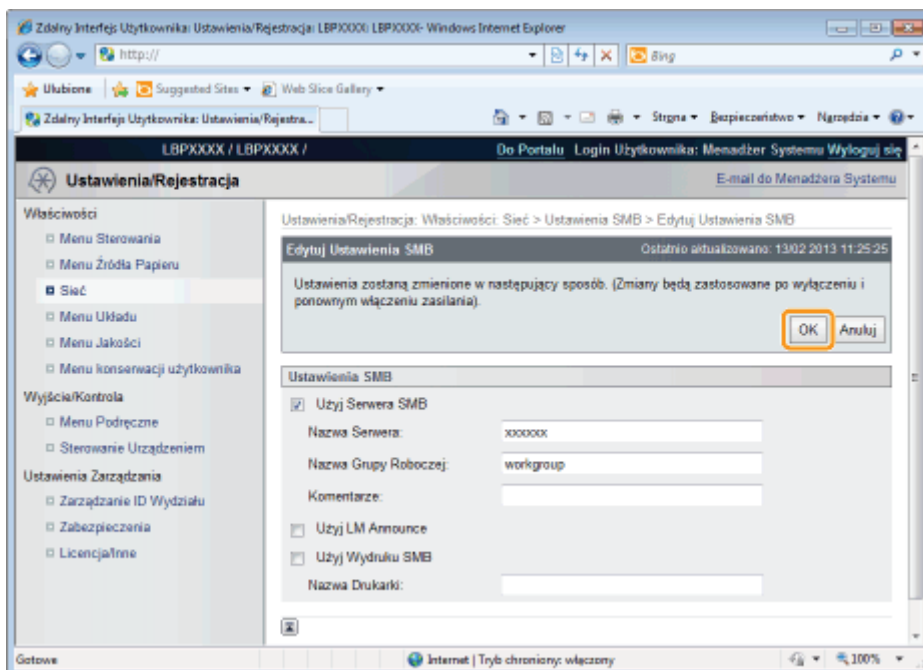 Zdalny Interfejs Użytkownika: Ustawienia/Rejestracja: LBPXXXX: LBPXXXX- Windows Internet Explorer
http://
Bing
Ulubione Suggested Sites Web Slice Gallery
Zdalny Interfejs Użytkownika: Ustawienia/Rejestra...
Strona Bezpieczeństwo Narzędzia
LBPXXXX / LBPXXXX /
Do Portalu Login Użytkownika: Menadżer Systemu Wyloguj się
Ustawienia/Rejestracja
E-mail do Menadżera Systemu
Właściwości
Menu Sterowania
Menu Źródła Papieru
Sieć
Menu Układu
Menu Jakości
Menu konserwacji użytkownika
Wyjście/Kontrola
Menu Podręczne
Sterowanie Urządzeniem
Ustawienia Zarządzania
Zarządzanie ID Wydziału
Zabezpieczenia
Licencja/Inne
Ustawienia/Rejestracja: Właściwości: Sieć > Ustawienia SMB > Edytuj Ustawienia SMB
Edytuj Ustawienia SMB
Ostatnio aktualizowano: 13/02 2013 11:25:25
Ustawienia zostaną zmienione w następujący sposób. (Zmiany będą zastosowane po wyłączeniu i
ponownym włączeniu zasilania).
OK Anuluj
Ustawienia SMB
Użyj Serwera SMB
Nazwa Serwera: xxxxxxx
Nazwa Grupy Roboczej: workgroup
Komentarze:
Użyj LM Announce
Użyj Wydruku SMB
Nazwa Drukarki:
Gotowe
Internet | Tryb chroniony: włączony
100%